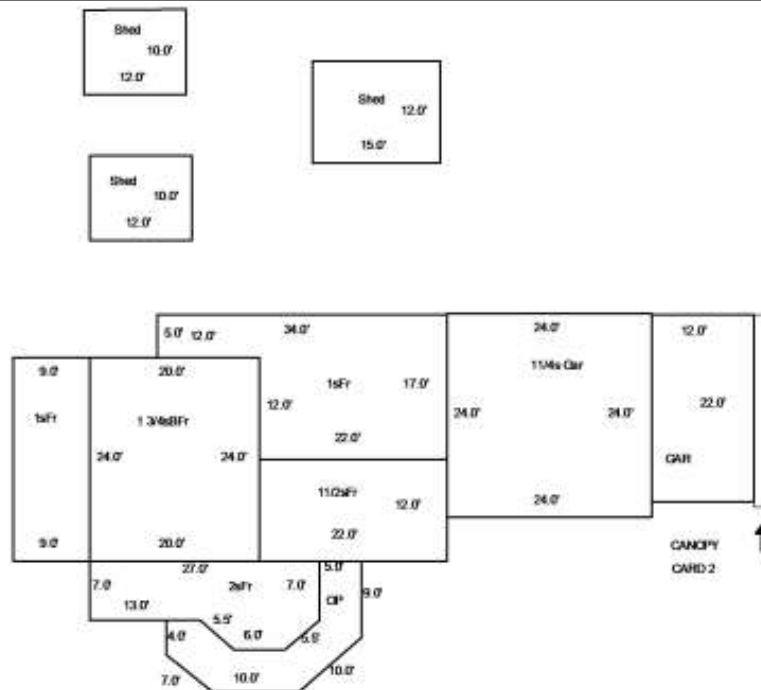 Shed
10.0'
12.0'
Shed
12.0'
15.0'
Shed
10.0'
12.0'
5.0' 12.0'
34.0'
24.0'
12.0'
9.0'
20.0'
1sFr
17.0'
11/4s Gar
12.0'
22.0'
1sFr
1 3/4sBFr
24.0'
24.0'
22.0'
24.0'
24.0'
GAR
11/2sFr
12.0'
24.0'
9.0'
20.0'
22.0'
CANOPY
CARD 2
27.0'
5.0'
7.0'
2sFr
7.0'
OP
9.0'
13.0'
5.5'
6.0'
5.5'
4.0'
7.0'
10.0'
10.0'